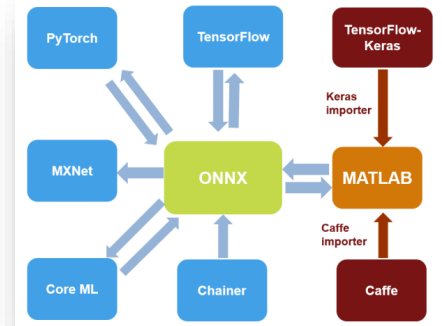 PyTorch
TensorFlow
TensorFlow-
Keras
Keras
importer
MXNet
ONNX
MATLAB
Caffe
importer
Core ML
Chainer
Caffe